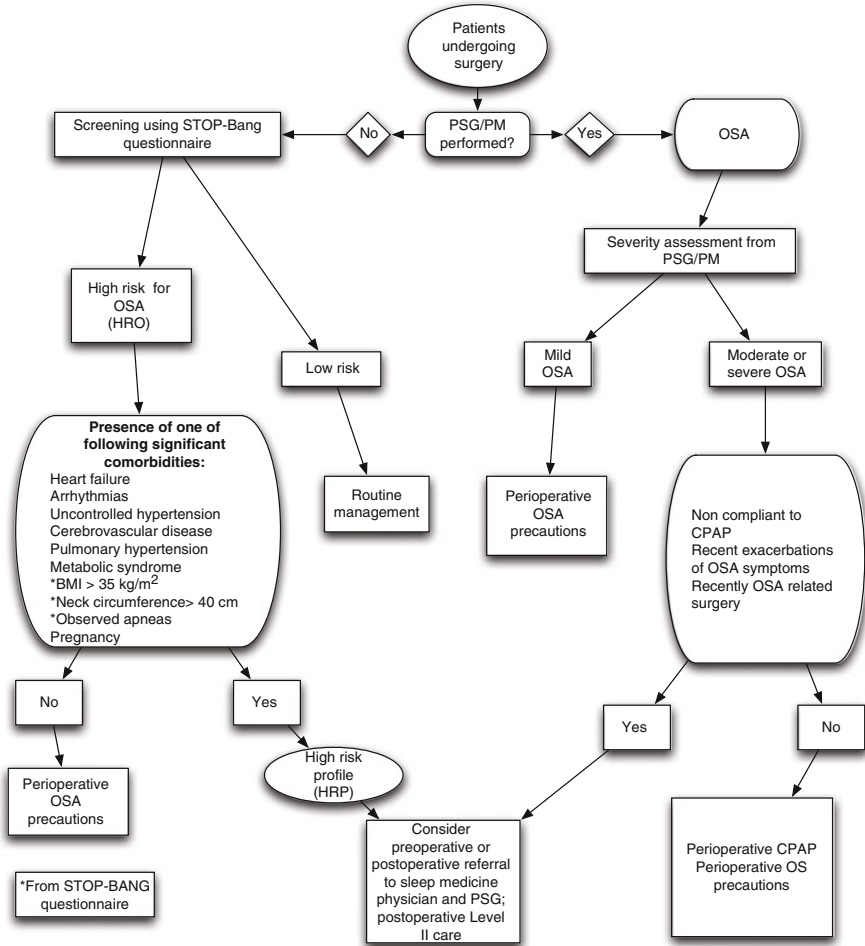 Patients
undergoing
surgery
Screening using STOP-Bang
questionnaire
No
PSG/PM
performed?
Yes
OSA
Severity assessment from
PSG/PM
High risk for
OSA
(HRO)
Low risk
Mild
OSA
Moderate or
severe OSA
Presence of one of
following significant
comorbidities:
Heart failure
Arrhythmias
Uncontrolled hypertension
Cerebrovascular disease
Pulmonary hypertension
Metabolic syndrome
*BMI > 35 kg/m²
*Neck circumference> 40 cm
*Observed apneas
Pregnancy
Routine
management
Perioperative
OSA
precautions
Non compliant to
CPAP
Recent exacerbations
of OSA symptoms
Recently OSA related
surgery
No
Yes
Yes
No
High risk
profile
(HRP)
Perioperative
OSA
precautions
Consider
preoperative or
postoperative referral
to sleep medicine
physician and PSG;
postoperative Level
II care
Perioperative CPAP
Perioperative OS
precautions
*From STOP-BANG
questionnaire